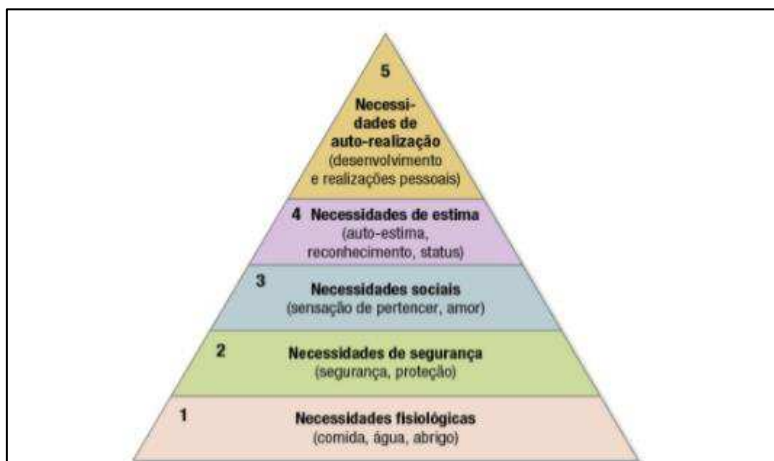 5
Necessi-
dades de
auto-realização
(desenvolvimento
e realizações pessoais)
4 Necessidades de estima
(auto-estima,
reconhecimento, status)
3
Necessidades sociais
(sensação de pertencer, amor)
2
Necessidades de segurança
(segurança, proteção)
1
Necessidades fisiológicas
(comida, água, abrigo)